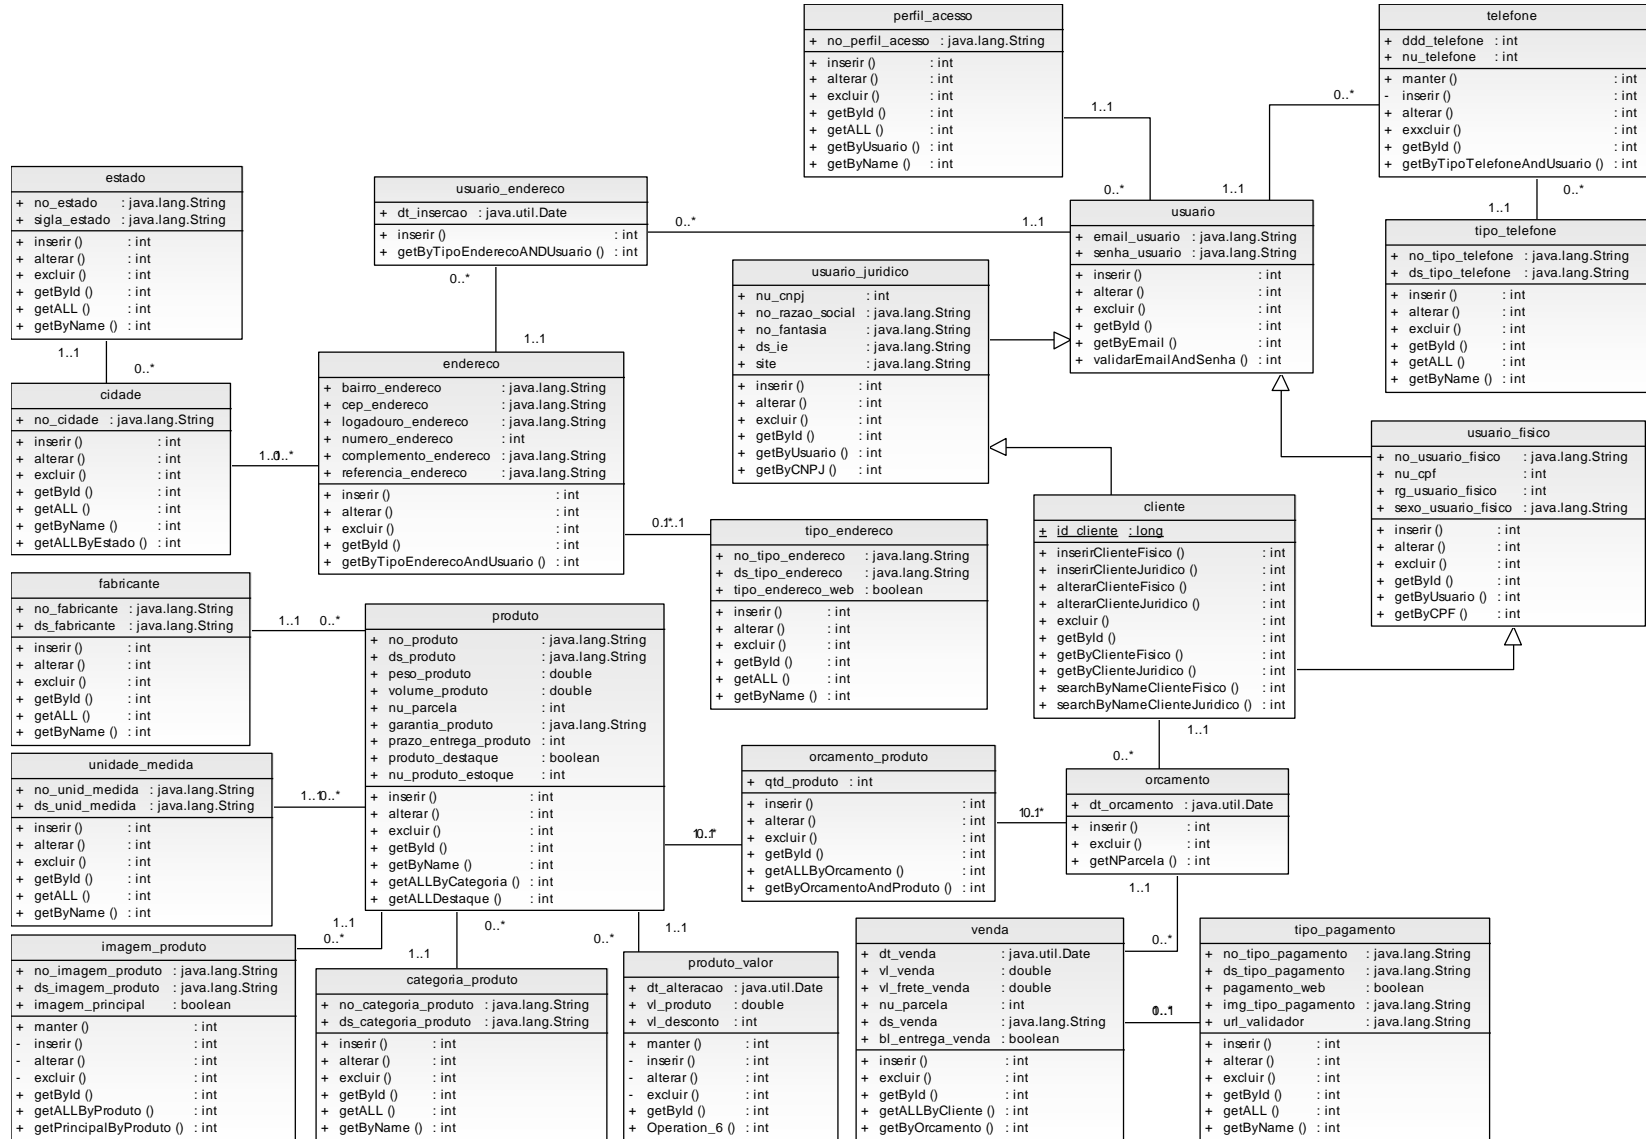 perfil_acesso
+ no_perfil_acesso : java.lang.String
+ inserir () : int
+ alterar () : int
+ excluir () : int
+ getById () : int
+ getALL () : int
+ getByUsuario () : int
+ getByName () : int
telefone
+ ddd_telefone : int
+ nu_telefone : int
+ manter () : int
- inserir () : int
+ alterar () : int
+ exxcluir () : int
+ getById () : int
+ getByTipoTelefoneAndUsuario () : int
1..1
0..*
0..*
1..1
0..*
1..1
estado
+ no_estado : java.lang.String
+ sigla_estado : java.lang.String
+ inserir () : int
+ alterar () : int
+ excluir () : int
+ getById () : int
+ getALL () : int
+ getByName () : int
usuario_endereco
+ dt_insercao : java.util.Date
+ inserir () : int
+ getByTipoEnderecoANDUsuario () : int
0..*
1..1
0..*
1..1
usuario
+ email_usuario : java.lang.String
+ senha_usuario : java.lang.String
+ inserir () : int
+ alterar () : int
+ excluir () : int
+ getById () : int
+ getByEmail () : int
+ validarEmailAndSenha () : int
tipo_telefone
+ no_tipo_telefone : java.lang.String
+ ds_tipo_telefone : java.lang.String
+ inserir () : int
+ alterar () : int
+ excluir () : int
+ getById () : int
+ getALL () : int
+ getByName () : int
usuario_juridico
+ nu_cnpj : int
+ no_razao_social : java.lang.String
+ no_fantasia : java.lang.String
+ ds_ie : java.lang.String
+ site : java.lang.String
+ inserir () : int
+ alterar () : int
+ excluir () : int
+ getById () : int
+ getByUsuario () : int
+ getByCNPJ () : int
1..1
0..*
cidade
+ no_cidade : java.lang.String
+ inserir () : int
+ alterar () : int
+ excluir () : int
+ getById () : int
+ getALL () : int
+ getByName () : int
+ getALLByEstado () : int
endereco
+ bairro_endereco : java.lang.String
+ cep_endereco : java.lang.String
+ logadouro_endereco : java.lang.String
+ numero_endereco : int
+ complemento_endereco : java.lang.String
+ referencia_endereco : java.lang.String
+ inserir () : int
+ alterar () : int
+ excluir () : int
+ getById () : int
+ getByTipoEnderecoAndUsuario () : int
usuario_fisico
+ no_usuario_fisico : java.lang.String
+ nu_cpf : int
+ rg_usuario_fisico : int
+ sexo_usuario_fisico : java.lang.String
+ inserir () : int
+ alterar () : int
+ excluir () : int
+ getById () : int
+ getByUsuario () : int
+ getByCPF () : int
cliente
+ id_cliente : long
+ inserirClienteFisico () : int
+ inserirClienteJuridico () : int
+ alterarClienteFisico () : int
+ alterarClienteJuridico () : int
+ excluir () : int
+ getById () : int
+ getByClienteFisico () : int
+ getByClienteJuridico () : int
+ searchByNameClienteFisico () : int
+ searchByNameClienteJuridico () : int
tipo_endereco
+ no_tipo_endereco : java.lang.String
+ ds_tipo_endereco : java.lang.String
+ tipo_endereco_web : boolean
+ inserir () : int
+ alterar () : int
+ excluir () : int
+ getById () : int
+ getALL () : int
+ getByName () : int
fabricante
+ no_fabricante : java.lang.String
+ ds_fabricante : java.lang.String
+ inserir () : int
+ alterar () : int
+ excluir () : int
+ getById () : int
+ getALL () : int
+ getByName () : int
1..1 0..*
produto
+ no_produto : java.lang.String
+ ds_produto : java.lang.String
+ peso_produto : double
+ volume_produto : double
+ nu_parcela : int
+ garantia_produto : java.lang.String
+ prazo_entrega_produto : int
+ produto_destaque : boolean
+ nu_produto_estoque : int
+ inserir () : int
+ alterar () : int
+ excluir () : int
+ getById () : int
+ getByName () : int
+ getALLByCategoria () : int
+ getALLDestaque () : int
unidade_medida
+ no_unid_medida : java.lang.String
+ ds_unid_medida : java.lang.String
+ inserir () : int
+ alterar () : int
+ excluir () : int
+ getById () : int
+ getALL () : int
+ getByName () : int
orcamento_produto
+ qtd_produto : int
+ inserir () : int
+ alterar () : int
+ excluir () : int
+ getById () : int
+ getALLByOrcamento () : int
+ getByOrcamentoAndProduto () : int
1..1
0..*
orcamento
+ dt_orcamento : java.util.Date
+ inserir () : int
+ excluir () : int
+ getNParcela () : int
1..1
0..*
1..1
0..*
0..*
1..1
0..*
1..1
imagem_produto
+ no_imagem_produto : java.lang.String
+ ds_imagem_produto : java.lang.String
+ imagem_principal : boolean
+ manter () : int
- inserir () : int
- alterar () : int
- excluir () : int
+ getById () : int
+ getALLByProduto () : int
+ getPrincipalByProduto () : int
categoria_produto
+ no_categoria_produto : java.lang.String
+ ds_categoria_produto : java.lang.String
+ inserir () : int
+ alterar () : int
+ excluir () : int
+ getById () : int
+ getALL () : int
+ getByName () : int
produto_valor
+ dt_alteracao : java.util.Date
+ vl_produto : double
+ vl_desconto : int
+ manter () : int
- inserir () : int
- alterar () : int
- excluir () : int
+ getById () : int
+ Operation_6 () : int
venda
+ dt_venda : java.util.Date
+ vl_venda : double
+ vl_frete_venda : double
+ nu_parcela : int
+ ds_venda : java.lang.String
+ bl_entrega_venda : boolean
+ inserir () : int
+ excluir () : int
+ getById () : int
+ getALLByCliente () : int
+ getByOrcamento () : int
tipo_pagamento
+ no_tipo_pagamento : java.lang.String
+ ds_tipo_pagamento : java.lang.String
+ pagamento_web : boolean
+ img_tipo_pagamento : java.lang.String
+ url_validador : java.lang.String
+ inserir () : int
+ alterar () : int
+ excluir () : int
+ getById () : int
+ getALL () : int
+ getByName () : int